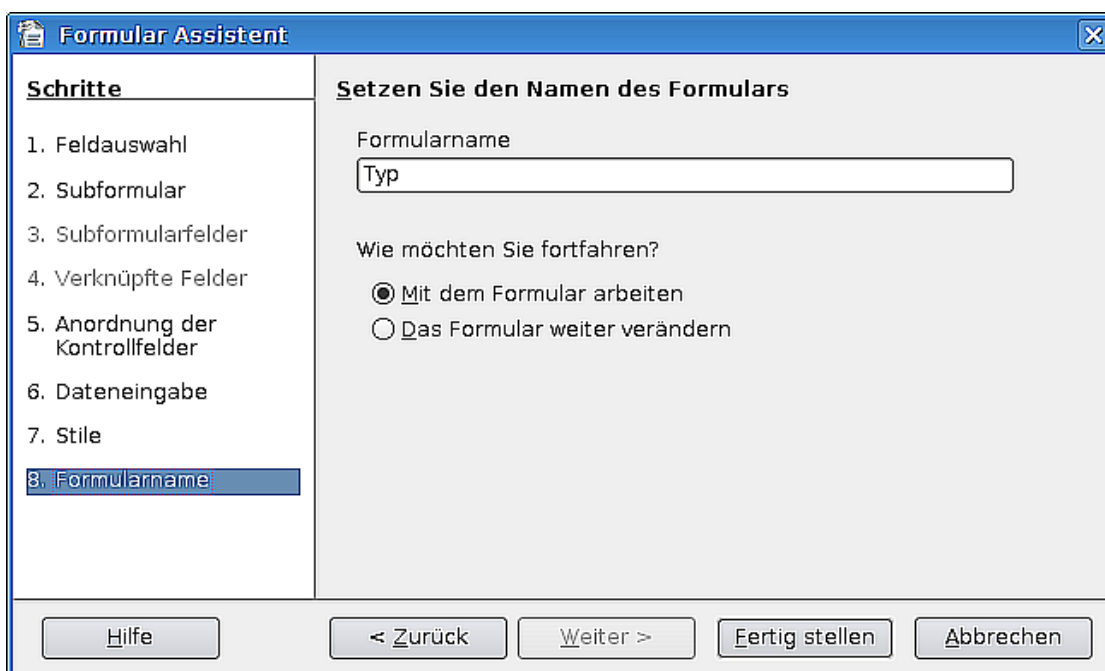 Formular Assistent
Schritte
1. Feldauswahl
2. Subformular
3. Subformularfelder
4. Verknüpfte Felder
5. Anordnung der
Kontrollfelder
6. Dateneingabe
7. Stile
8. Formularname
Setzen Sie den Namen des Formulars
Formularname
Typ
Wie möchten Sie fortfahren?
Mit dem Formular arbeiten
Das Formular weiter verändern
Hilfe
< Zurück
Weiter >
Fertig stellen
Abbrechen